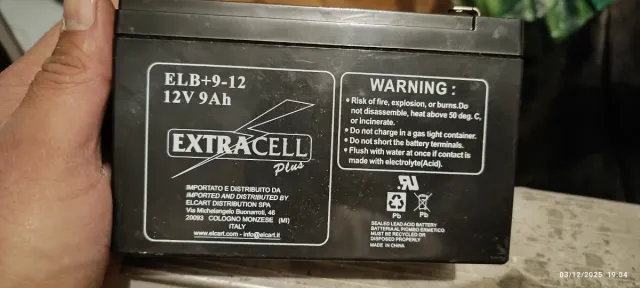 ELB+9-12
12V 9Ah
EXTRACELL
Plus
IMPORTATO E DISTRIBUITO DA
IMPORTED AND DISTRIBUTED BY
ELCART DISTRIBUTION SPA
Via Michelangelo Buonarroti, 46
20093 COLOGNO MONZESE (MI)
ITALY
www.elcart.com - info@elcart.com
WARNING :
• Risk of fire, explosion, or burns.Do
not disassemble, heat above 50 deg. C,
or incinerate.
• Do not charge in a gas tight container.
• Do not short the battery terminals.
• Flush with water at once if contact is
made with electrolyte(Acid).
Pb
Pb
SEALED LEAD ACID BATTERY
BATTERIA AL PIOMBO ERMETICO
MUST BE RECYCLED OR
DISPOSED PROPERLY
MADE IN CHINA
03/12/2025 19:04